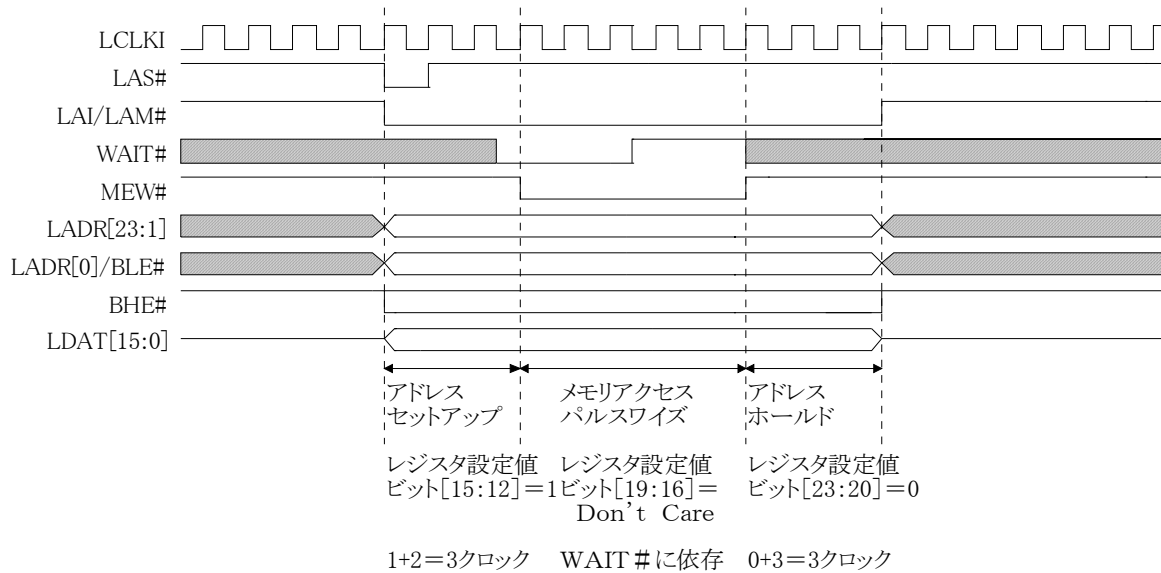 LCLKI
LAS#
LAI/LAM#
WAIT#
MEW#
LADR[23:1]
LADR[0]/BLE#
BHE#
LDAT[15:0]
アドレス
セットアップ
メモリアクセス
パルスワイズ
アドレス
ホールド
レジスタ設定値
ビット[15:12]=1
レジスタ設定値
ビット[19:16]=
Don't Care
レジスタ設定値
ビット[23:20]=0
1+2=3クロック
WAIT#に依存
0+3=3クロック